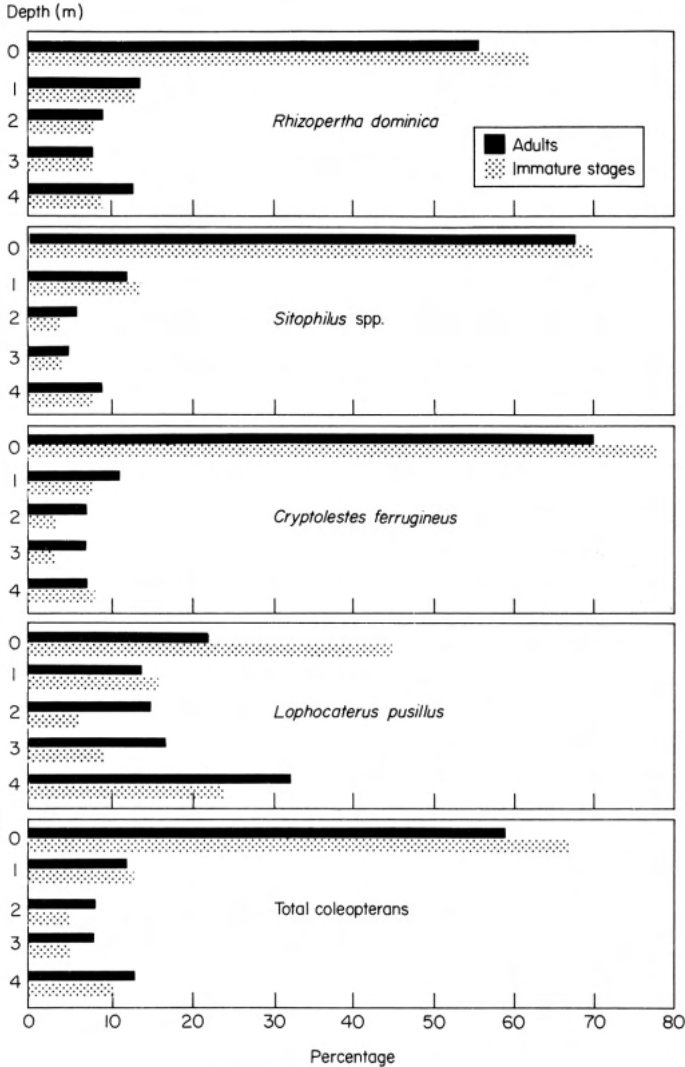 Depth (m)
0
1
2
3
4
Rhizopertha dominica
Adults
Immature stages
0
1
2
3
4
Sitophilus spp.
0
1
2
3
4
Cryptolestes ferrugineus
0
1
2
3
4
Lophocaterus pusillus
0
1
2
3
4
Total coleopterans
0 10 20 30 40 50 60 70 80
Percentage